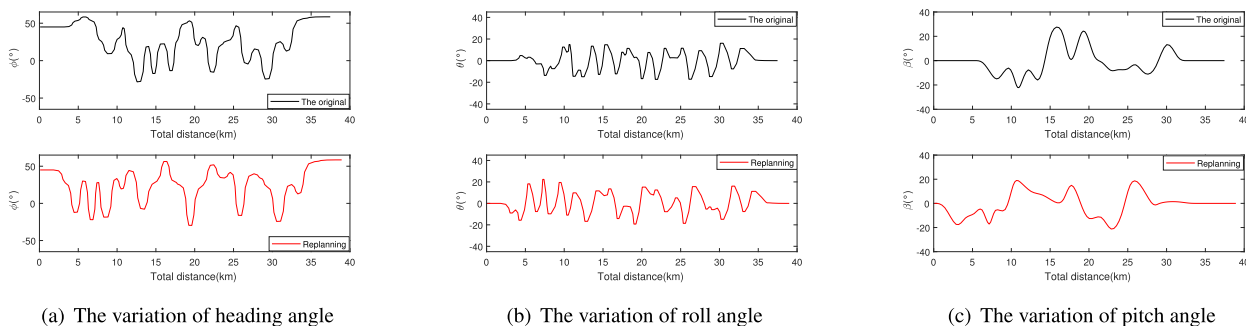 50
0
-50
ϕ(°)
The original
0 5 10 15 20 25 30 35 40
Total distance(km)
50
0
-50
ϕ(°)
Replanning
0 5 10 15 20 25 30 35 40
Total distance(km)
(a) The variation of heading angle
40
20
0
-20
-40
θ(°)
The original
0 5 10 15 20 25 30 35 40
Total distance(km)
40
20
0
-20
-40
θ(°)
Replanning
0 5 10 15 20 25 30 35 40
Total distance(km)
(b) The variation of roll angle
40
20
0
-20
-40
β(°)
The original
0 5 10 15 20 25 30 35 40
Total distance(km)
40
20
0
-20
-40
β(°)
Replanning
0 5 10 15 20 25 30 35 40
Total distance(km)
(c) The variation of pitch angle